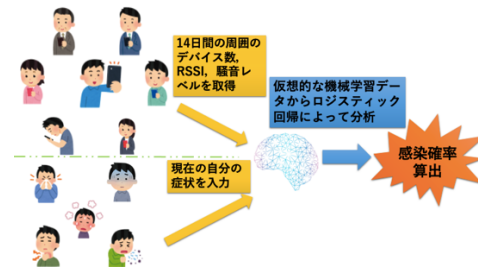 14日間の周囲の
デバイス数,
RSSI，騒音レ
ベルを取得
仮想的な機械学習デー
タからロジスティック
回帰によって分析
感染確率
算出
現在の自分の
症状を入力